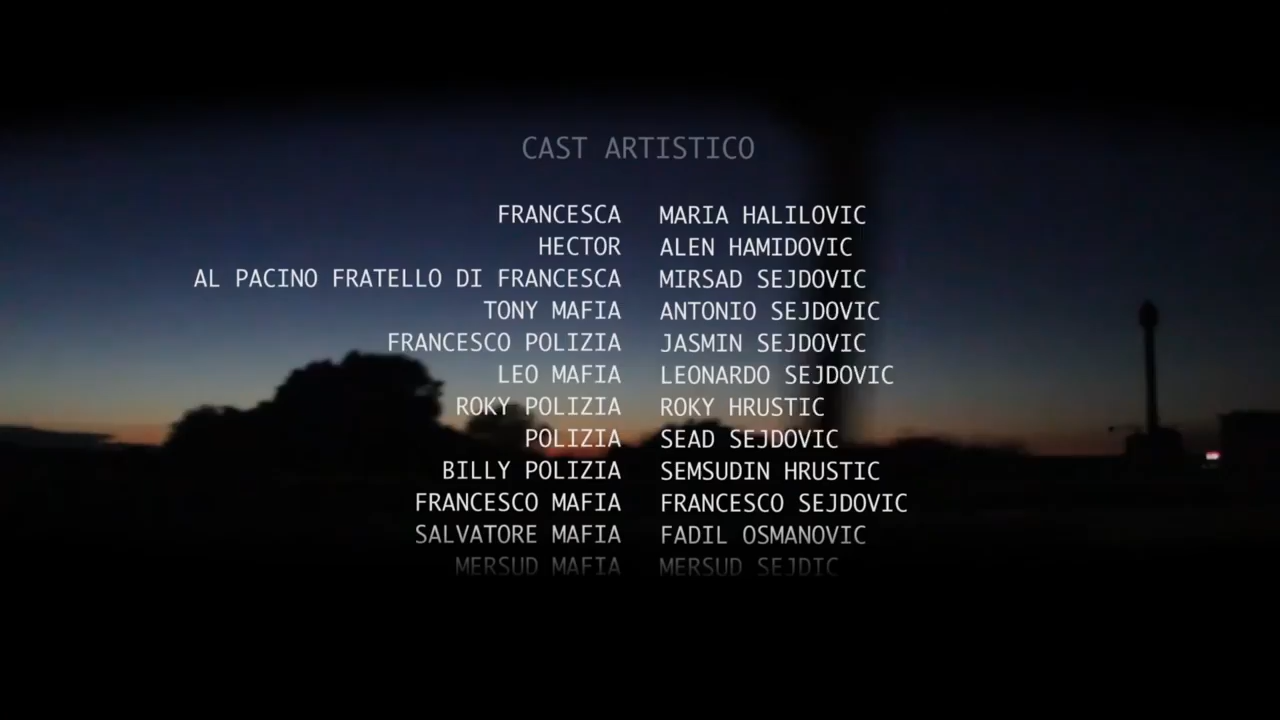 CAST ARTISTICO
FRANCESCA MARIA HALILOVIC
HECTOR ALEN HAMIDOVIC
AL PACINO FRATELLO DI FRANCESCA MIRSAD SEJDOVIC
TONY MAFIA ANTONIO SEJDOVIC
FRANCESCO POLIZIA JASMIN SEJDOVIC
LEO MAFIA LEONARDO SEJDOVIC
ROKY POLIZIA ROKY HRUSTIC
POLIZIA SEAD SEJDOVIC
BILLY POLIZIA SEMSUDIN HRUSTIC
FRANCESCO MAFIA FRANCESCO SEJDOVIC
SALVATORE MAFIA FADIL OSMANOVIC
MERSUD MAFIA MERSUD SEJDIC